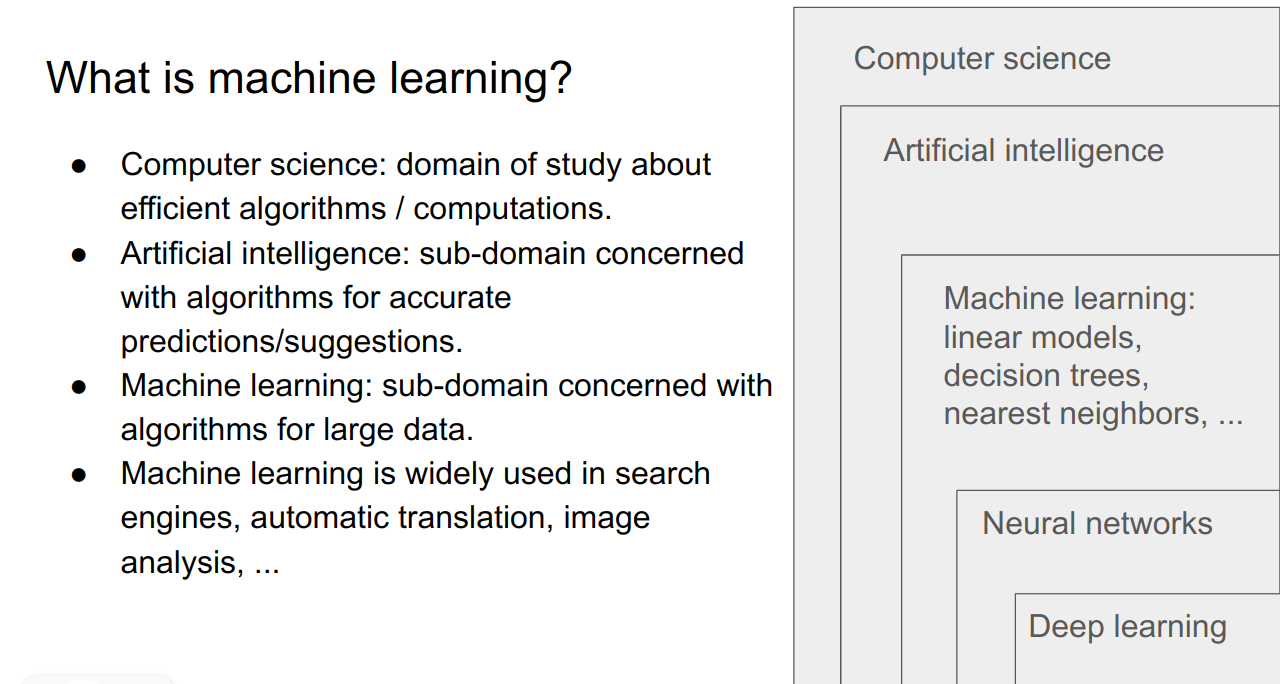 What is machine learning?
● Computer science: domain of study about
efficient algorithms / computations.
● Artificial intelligence: sub-domain concerned
with algorithms for accurate
predictions/suggestions.
● Machine learning: sub-domain concerned with
algorithms for large data.
● Machine learning is widely used in search
engines, automatic translation, image
analysis, ...
Computer science
Artificial intelligence
Machine learning:
linear models,
decision trees,
nearest neighbors, ...
Neural networks
Deep learning